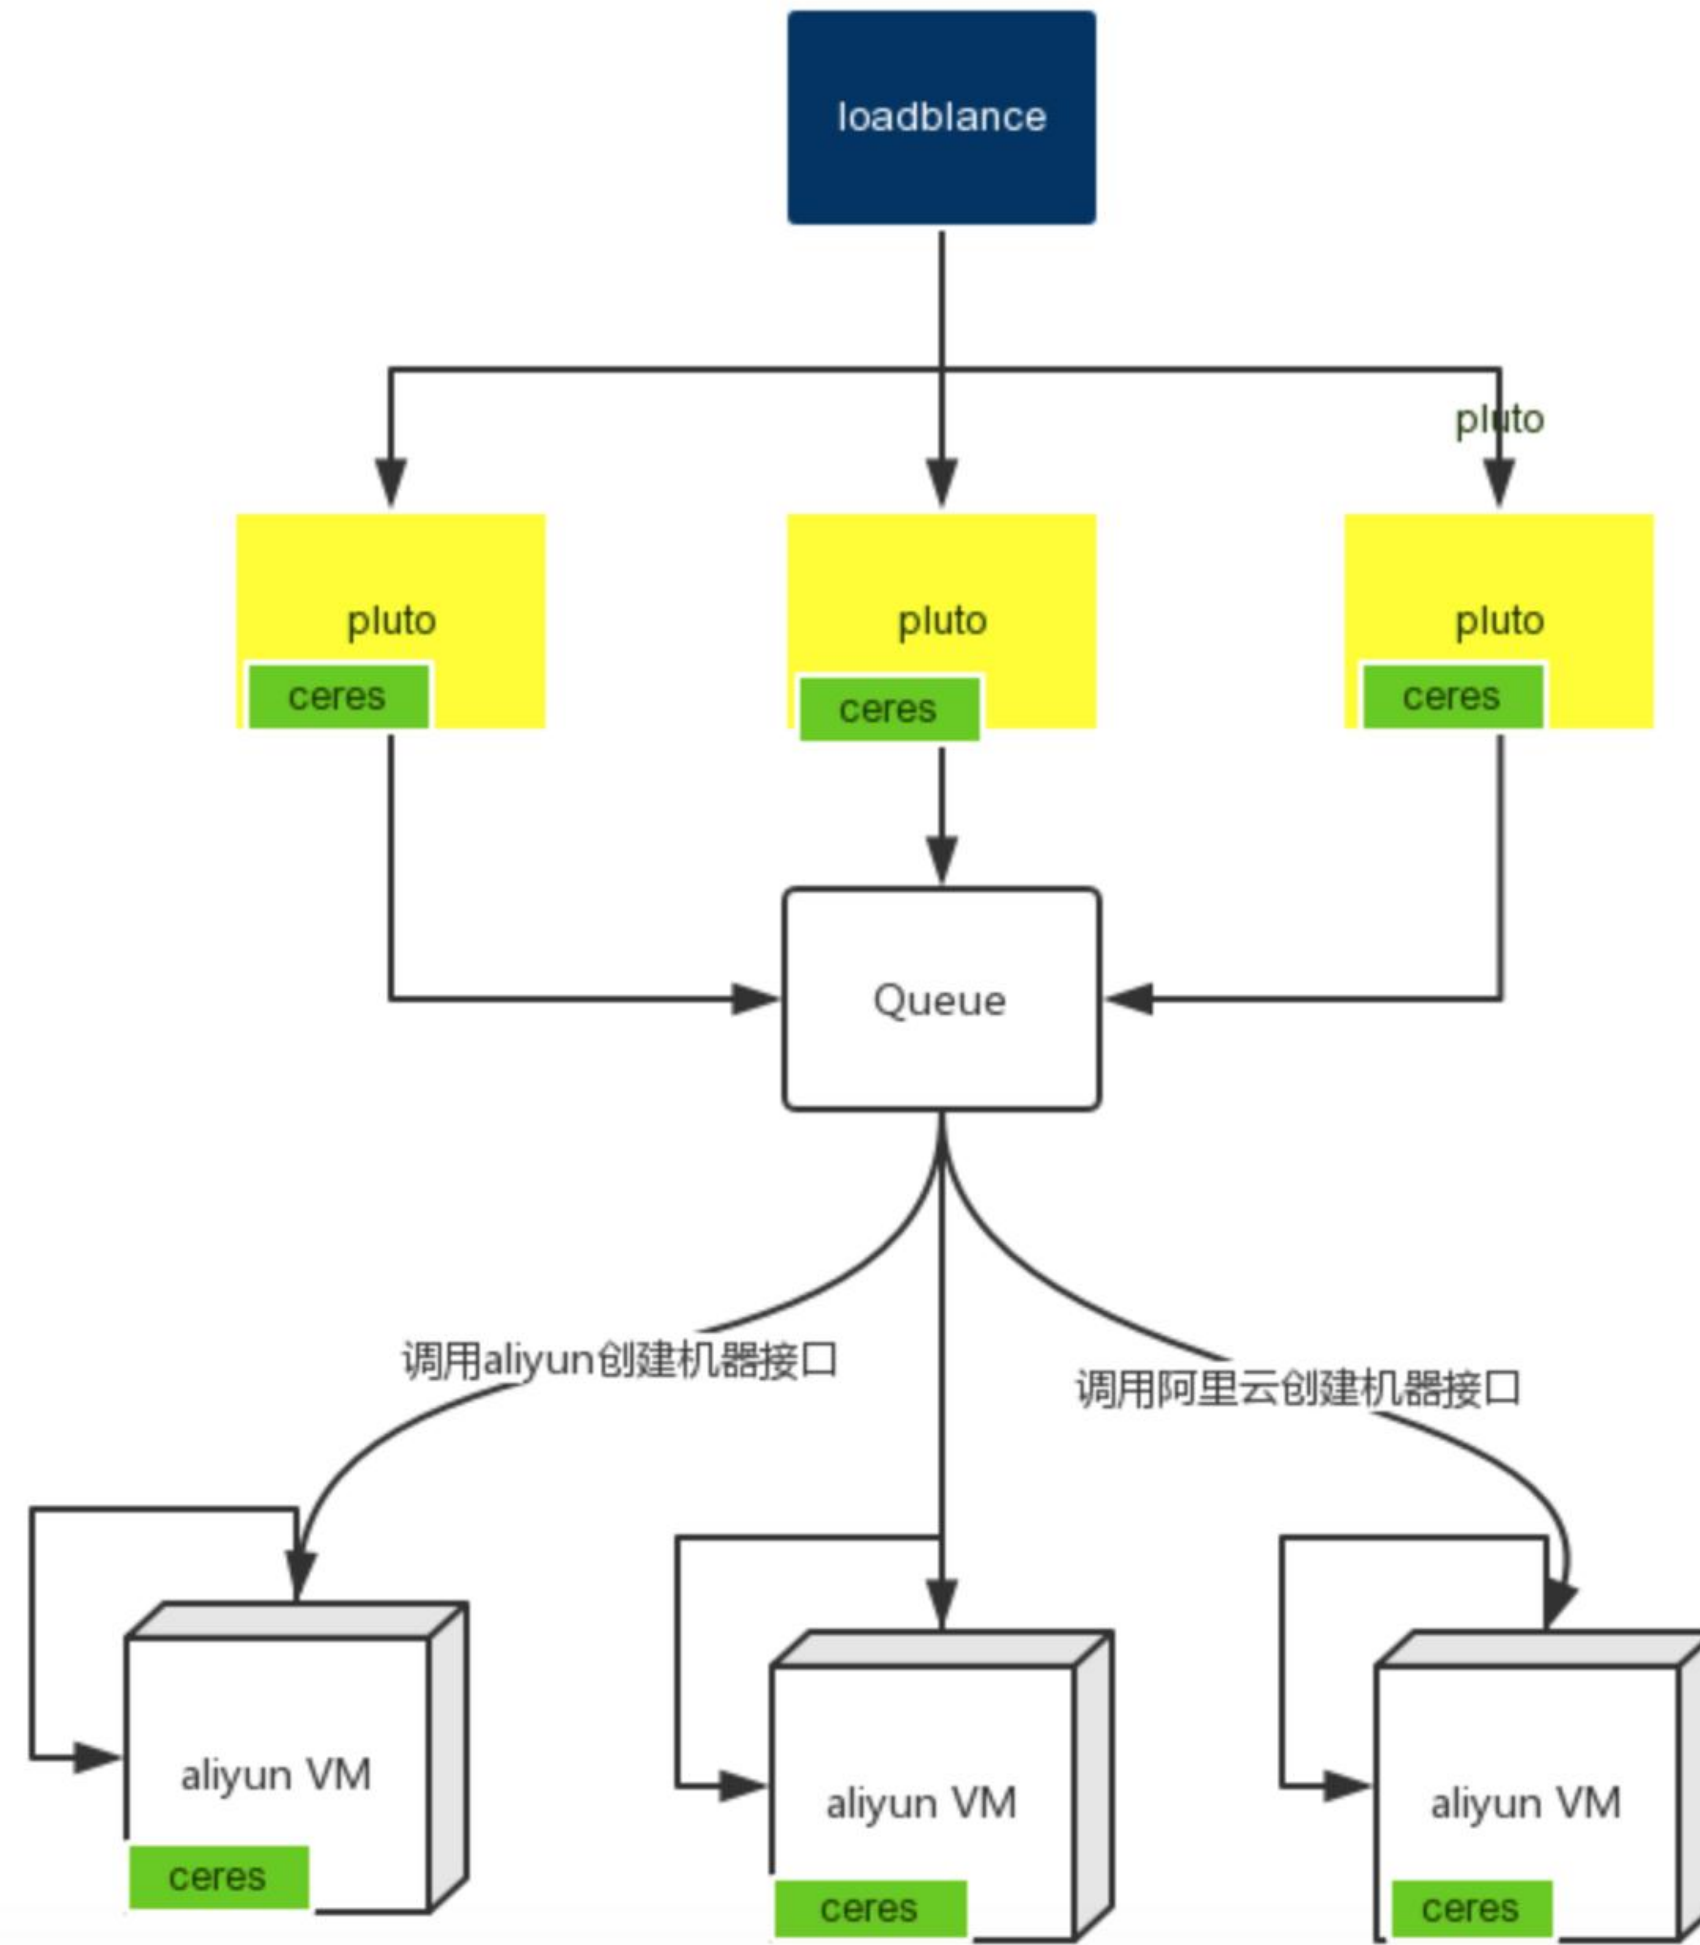 loadblance
pluto
pluto
pluto
pluto
ceres
ceres
ceres
Queue
调用aliyun创建机器接口
调用阿里云创建机器接口
aliyun VM
aliyun VM
aliyun VM
ceres
ceres
ceres